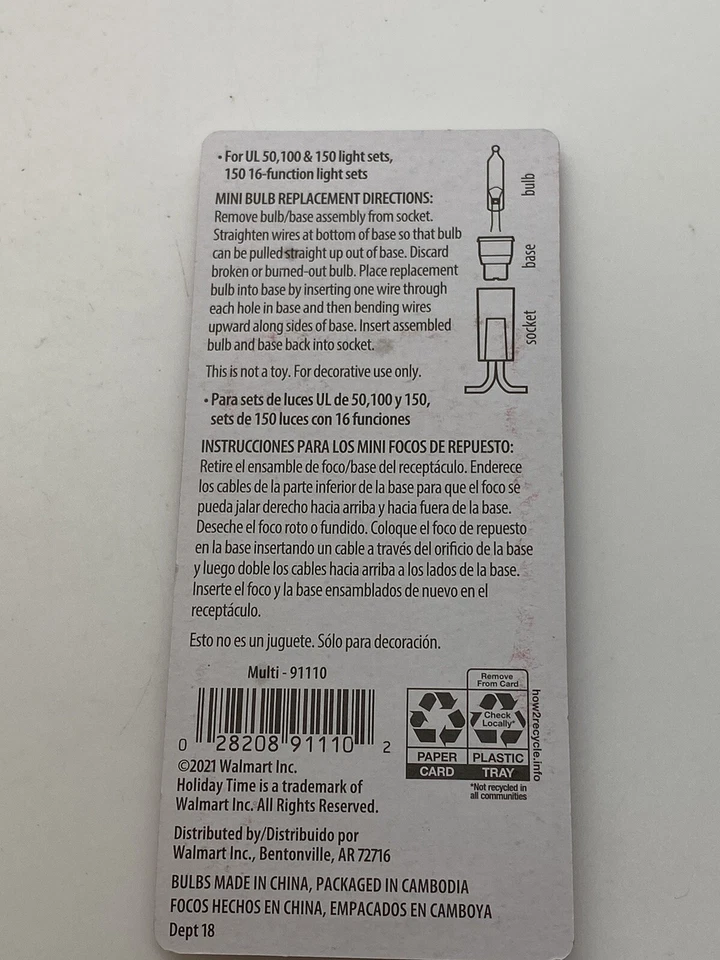 • For UL 50,100 & 150 light sets,
150 16-function light sets
MINI BULB REPLACEMENT DIRECTIONS:
Remove bulb/base assembly from socket.
Straighten wires at bottom of base so that bulb
can be pulled straight up out of base. Discard
broken or burned-out bulb. Place replacement
bulb into base by inserting one wire through
each hole in base and then bending wires
upward along sides of base. Insert assembled
bulb and base back into socket.
This is not a toy. For decorative use only.
bulb
base
socket
• Para sets de luces UL de 50,100 y 150,
sets de 150 luces con 16 funciones
INSTRUCCIONES PARA LOS MINI FOCOS DE REPUESTO:
Retire el ensamble de foco/base del receptáculo. Enderece
los cables de la parte inferior de la base para que el foco se
pueda jalar derecho hacia arriba y hacia fuera de la base.
Deseche el foco roto o fundido. Coloque el foco de repuesto
en la base insertando un cable a través del orificio de la base
y luego doble los cables hacia arriba a los lados de la base.
Inserte el foco y la base ensamblados de nuevo en el
receptáculo.
Esto no es un juguete. Sólo para decoración.
Multi - 91110
0 28208 91110 2
Remove
From Card
Check
Locally*
PAPER
CARD
PLASTIC
TRAY
how2recycle.info
*Not recycled in
all communities
©2021 Walmart Inc.
Holiday Time is a trademark of
Walmart Inc. All Rights Reserved.
Distributed by/Distribuido por
Walmart Inc., Bentonville, AR 72716
BULBS MADE IN CHINA, PACKAGED IN CAMBODIA
FOCOS HECHOS EN CHINA, EMPACADOS EN CAMBOYA
Dept 18